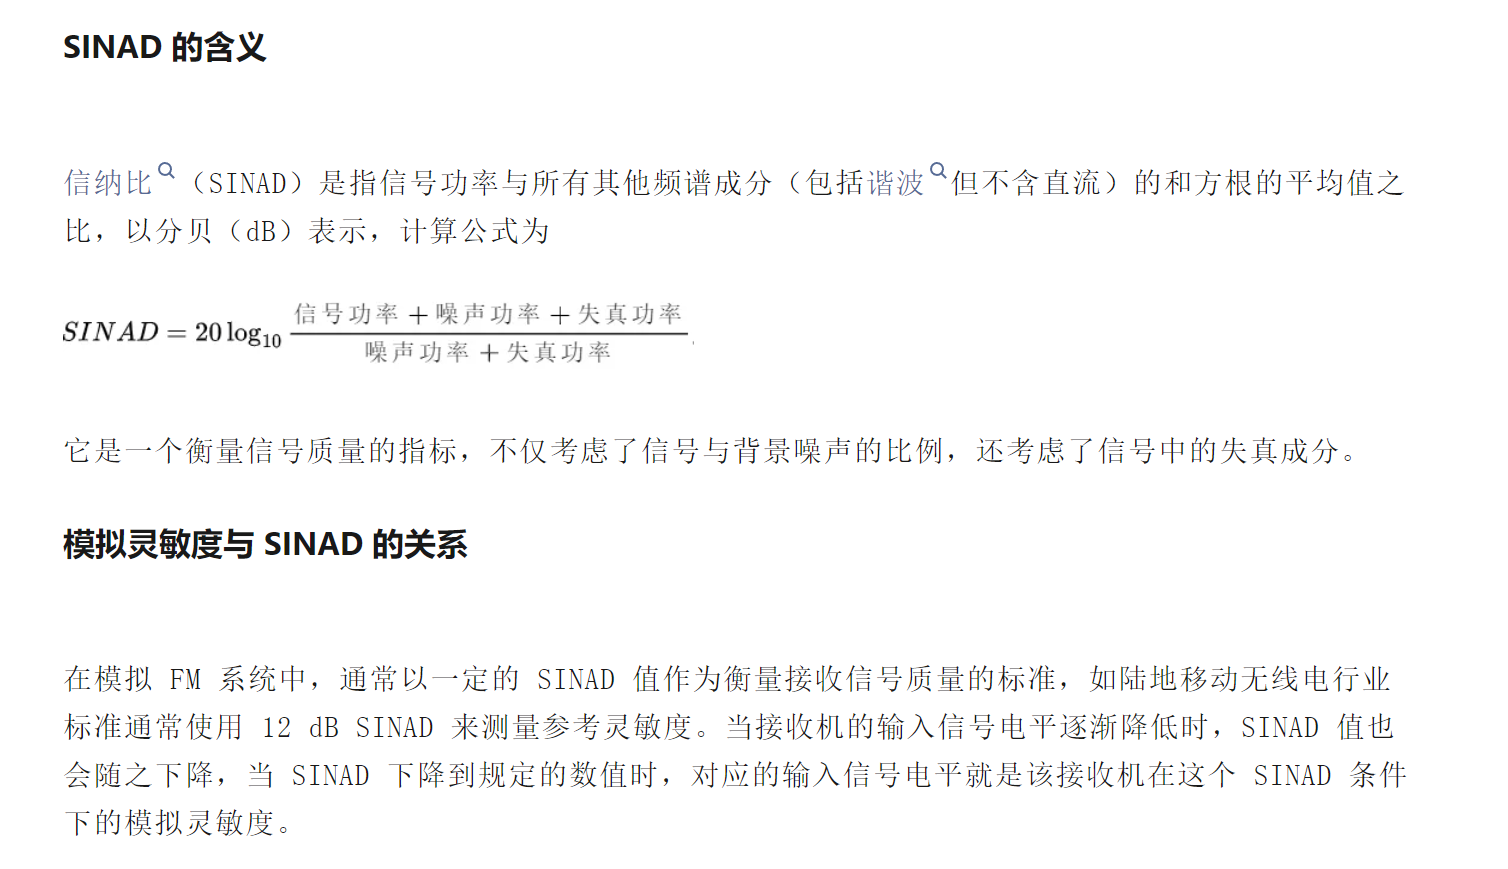 SINAD 的含义
信纳比（SINAD）是指信号功率与所有其他频谱成分（包括谐波但不含直流）的和方根的平均值之
比，以分贝（dB）表示，计算公式为
SINAD = 20 log₁₀ (信号功率 + 噪声功率 + 失真功率) / (噪声功率 + 失真功率)
它是一个衡量信号质量的指标，不仅考虑了信号与背景噪声的比例，还考虑了信号中的失真成分。
模拟灵敏度与 SINAD 的关系
在模拟 FM 系统中，通常以一定的 SINAD 值作为衡量接收信号质量的标准，如陆地移动无线电行业
标准通常使用 12 dB SINAD 来测量参考灵敏度。当接收机的输入信号电平逐渐降低时，SINAD 值也
会随之下降，当 SINAD 下降到规定的数值时，对应的输入信号电平就是该接收机在这个 SINAD 条件
下的模拟灵敏度。